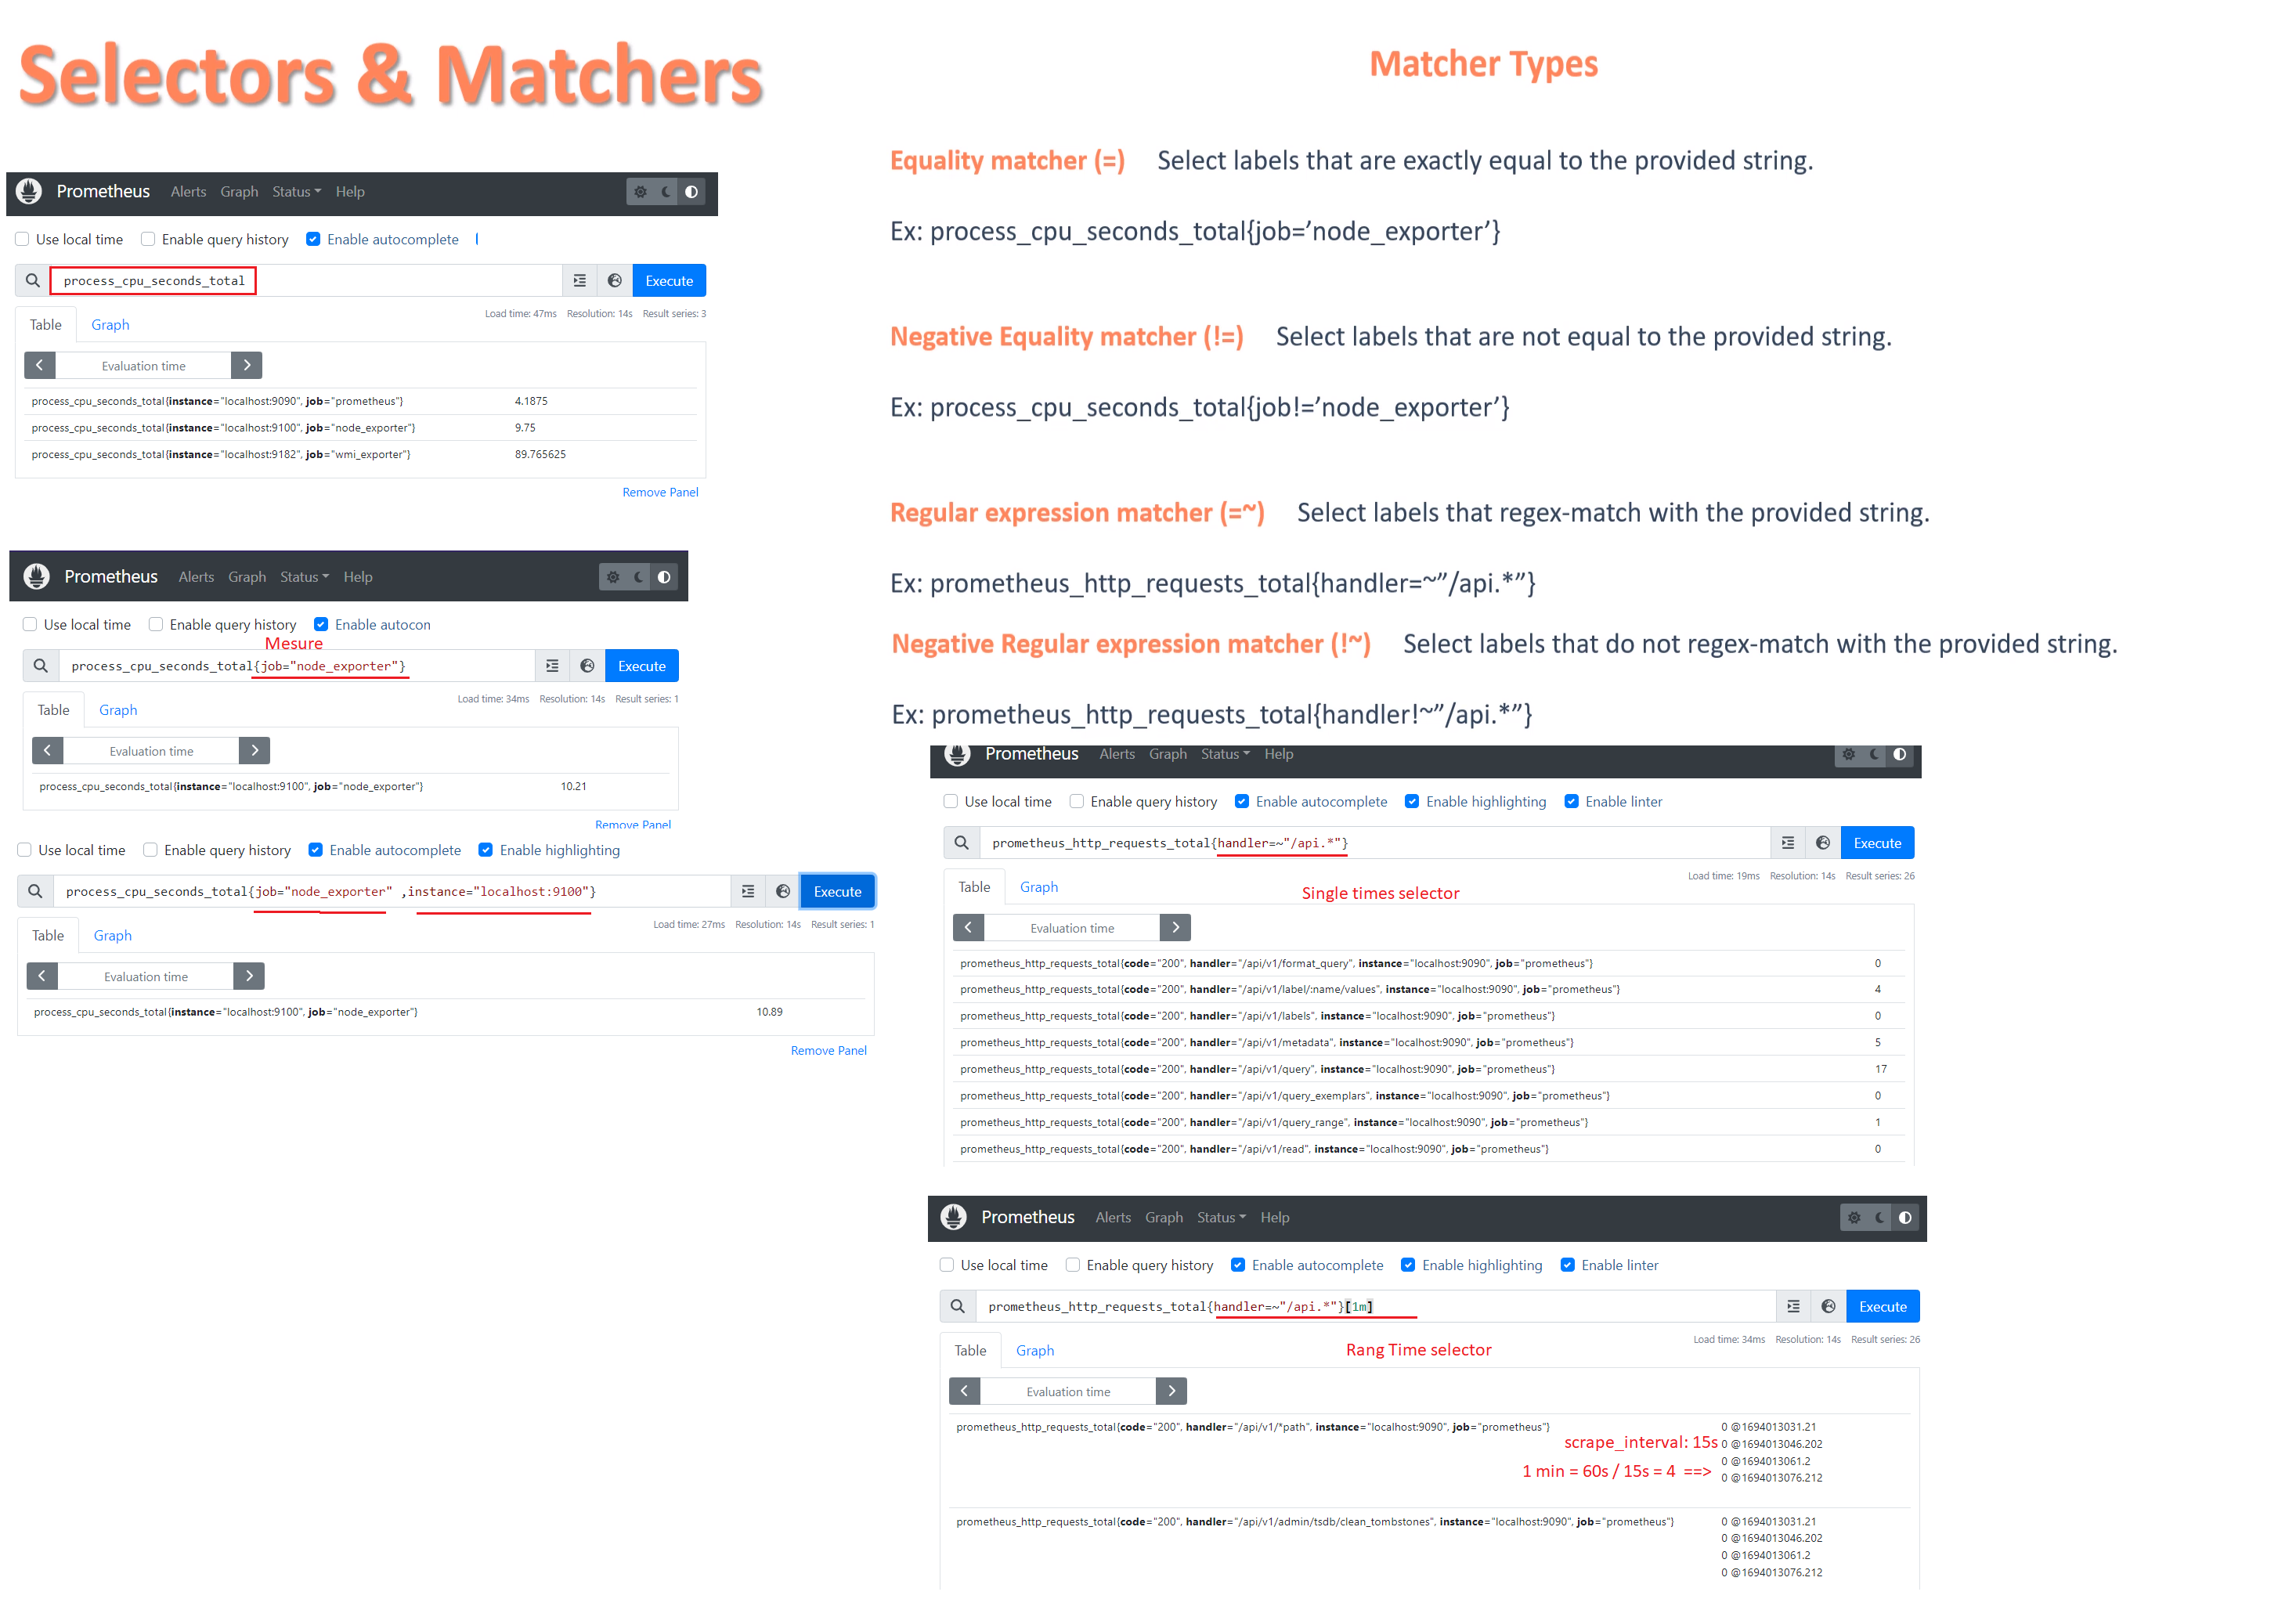 Selectors & Matchers
Prometheus Alerts Graph Status Help
Use local time Enable query history Enable autocomplete
process_cpu_seconds_total Execute
Load time: 47ms Resolution: 14s Result series: 3
Table Graph
Evaluation time
process_cpu_seconds_total{instance="localhost:9090", job="prometheus"} 4.1875
process_cpu_seconds_total{instance="localhost:9100", job="node_exporter"} 9.75
process_cpu_seconds_total{instance="localhost:9182", job="wmi_exporter"} 89.765625
Remove Panel
Prometheus Alerts Graph Status Help
Use local time Enable query history Enable autocon
Mesure
process_cpu_seconds_total{job="node_exporter"} Execute
Load time: 34ms Resolution: 14s Result series: 1
Table Graph
Evaluation time
process_cpu_seconds_total{instance="localhost:9100", job="node_exporter"} 10.21
Remove Panel
Use local time Enable query history Enable autocomplete Enable highlighting
process_cpu_seconds_total{job="node_exporter" ,instance="localhost:9100"} Execute
Load time: 27ms Resolution: 14s Result series: 1
Table Graph
Evaluation time
process_cpu_seconds_total{instance="localhost:9100", job="node_exporter"} 10.89
Remove Panel
Matcher Types
Equality matcher (=) Select labels that are exactly equal to the provided string.
Ex: process_cpu_seconds_total{job=’node_exporter’}
Negative Equality matcher (!=) Select labels that are not equal to the provided string.
Ex: process_cpu_seconds_total{job!=’node_exporter’}
Regular expression matcher (=~) Select labels that regex-match with the provided string.
Ex: prometheus_http_requests_total{handler=~”/api.*”}
Negative Regular expression matcher (!~) Select labels that do not regex-match with the provided string.
Ex: prometheus_http_requests_total{handler!~”/api.*”}
Prometheus Alerts Graph Status Help
Use local time Enable query history Enable autocomplete Enable highlighting Enable linter
prometheus_http_requests_total{handler=~"/api.*"} Execute
Load time: 19ms Resolution: 14s Result series: 26
Table Graph
Single times selector
Evaluation time
prometheus_http_requests_total{code="200", handler="/api/v1/format_query", instance="localhost:9090", job="prometheus"} 0
prometheus_http_requests_total{code="200", handler="/api/v1/label/:name/values", instance="localhost:9090", job="prometheus"} 4
prometheus_http_requests_total{code="200", handler="/api/v1/labels", instance="localhost:9090", job="prometheus"} 0
prometheus_http_requests_total{code="200", handler="/api/v1/metadata", instance="localhost:9090", job="prometheus"} 5
prometheus_http_requests_total{code="200", handler="/api/v1/query", instance="localhost:9090", job="prometheus"} 17
prometheus_http_requests_total{code="200", handler="/api/v1/query_exemplars", instance="localhost:9090", job="prometheus"} 0
prometheus_http_requests_total{code="200", handler="/api/v1/query_range", instance="localhost:9090", job="prometheus"} 1
prometheus_http_requests_total{code="200", handler="/api/v1/read", instance="localhost:9090", job="prometheus"} 0
Prometheus Alerts Graph Status Help
Use local time Enable query history Enable autocomplete Enable highlighting Enable linter
prometheus_http_requests_total{handler=~"/api.*"}[1m] Execute
Load time: 34ms Resolution: 14s Result series: 26
Table Graph
Rang Time selector
Evaluation time
prometheus_http_requests_total{code="200", handler="/api/v1/*path", instance="localhost:9090", job="prometheus"} 0 @1694013031.21
scrape_interval: 15s 0 @1694013046.202
0 @1694013061.2
1 min = 60s / 15s = 4 ==> 0 @1694013076.212
prometheus_http_requests_total{code="200", handler="/api/v1/admin/tsdb/clean_tombstones", instance="localhost:9090", job="prometheus"} 0 @1694013031.21
0 @1694013046.202
0 @1694013061.2
0 @1694013076.212